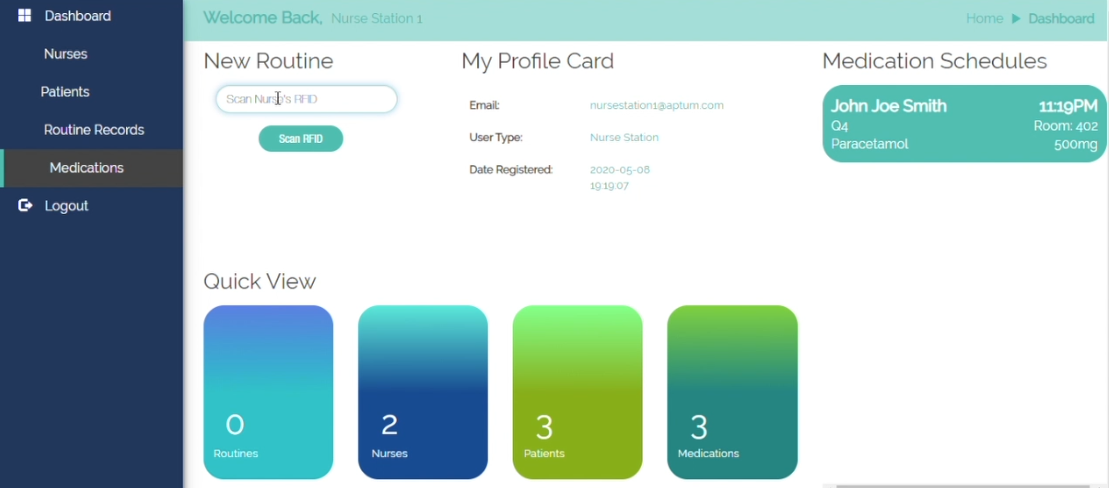 Dashboard
Nurses
Patients
Routine Records
Medications
Logout
Welcome Back, Nurse Station 1
Home ▶ Dashboard
New Routine
Scan Nurse's RFID
Scan RFID
My Profile Card
Email: nursestation1@aptum.com
User Type: Nurse Station
Date Registered: 2020-05-08
19:19:07
Medication Schedules
John Joe Smith 11:19PM
Q4 Room: 402
Paracetamol 500mg
Quick View
0
Routines
2
Nurses
3
Patients
3
Medications